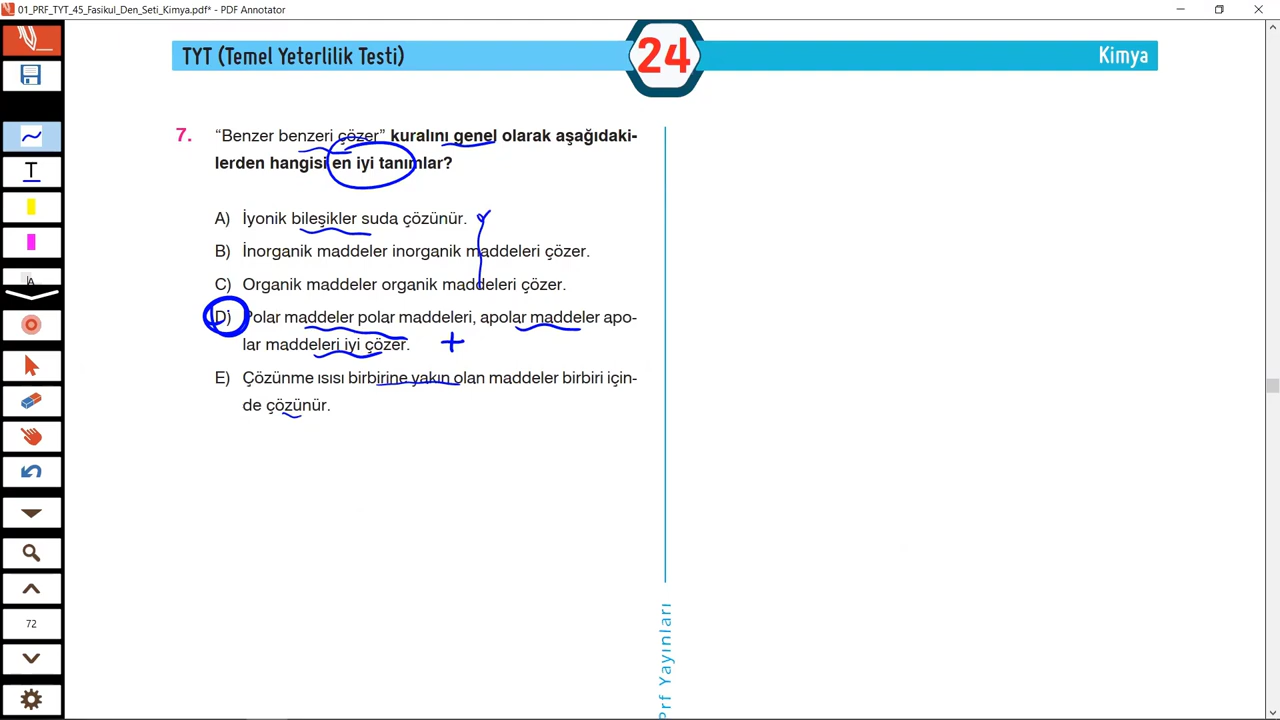 01_PRF_TYT_45_Fasikul_Den_Seti_Kimya.pdf* - PDF Annotator
TYT (Temel Yeterlilik Testi)
24
Kimya
7. “Benzer benzeri çözer” kuralını genel olarak aşağıdaki-
lerden hangisi en iyi tanımlar?
A) İyonik bileşikler suda çözünür.
B) İnorganik maddeler inorganik maddeleri çözer.
C) Organik maddeler organik maddeleri çözer.
D) Polar maddeler polar maddeleri, apolar maddeler apo-
lar maddeleri iyi çözer. +
E) Çözünme ısısı birbirine yakın olan maddeler birbiri için-
de çözünür.
72
Prf Yayınları